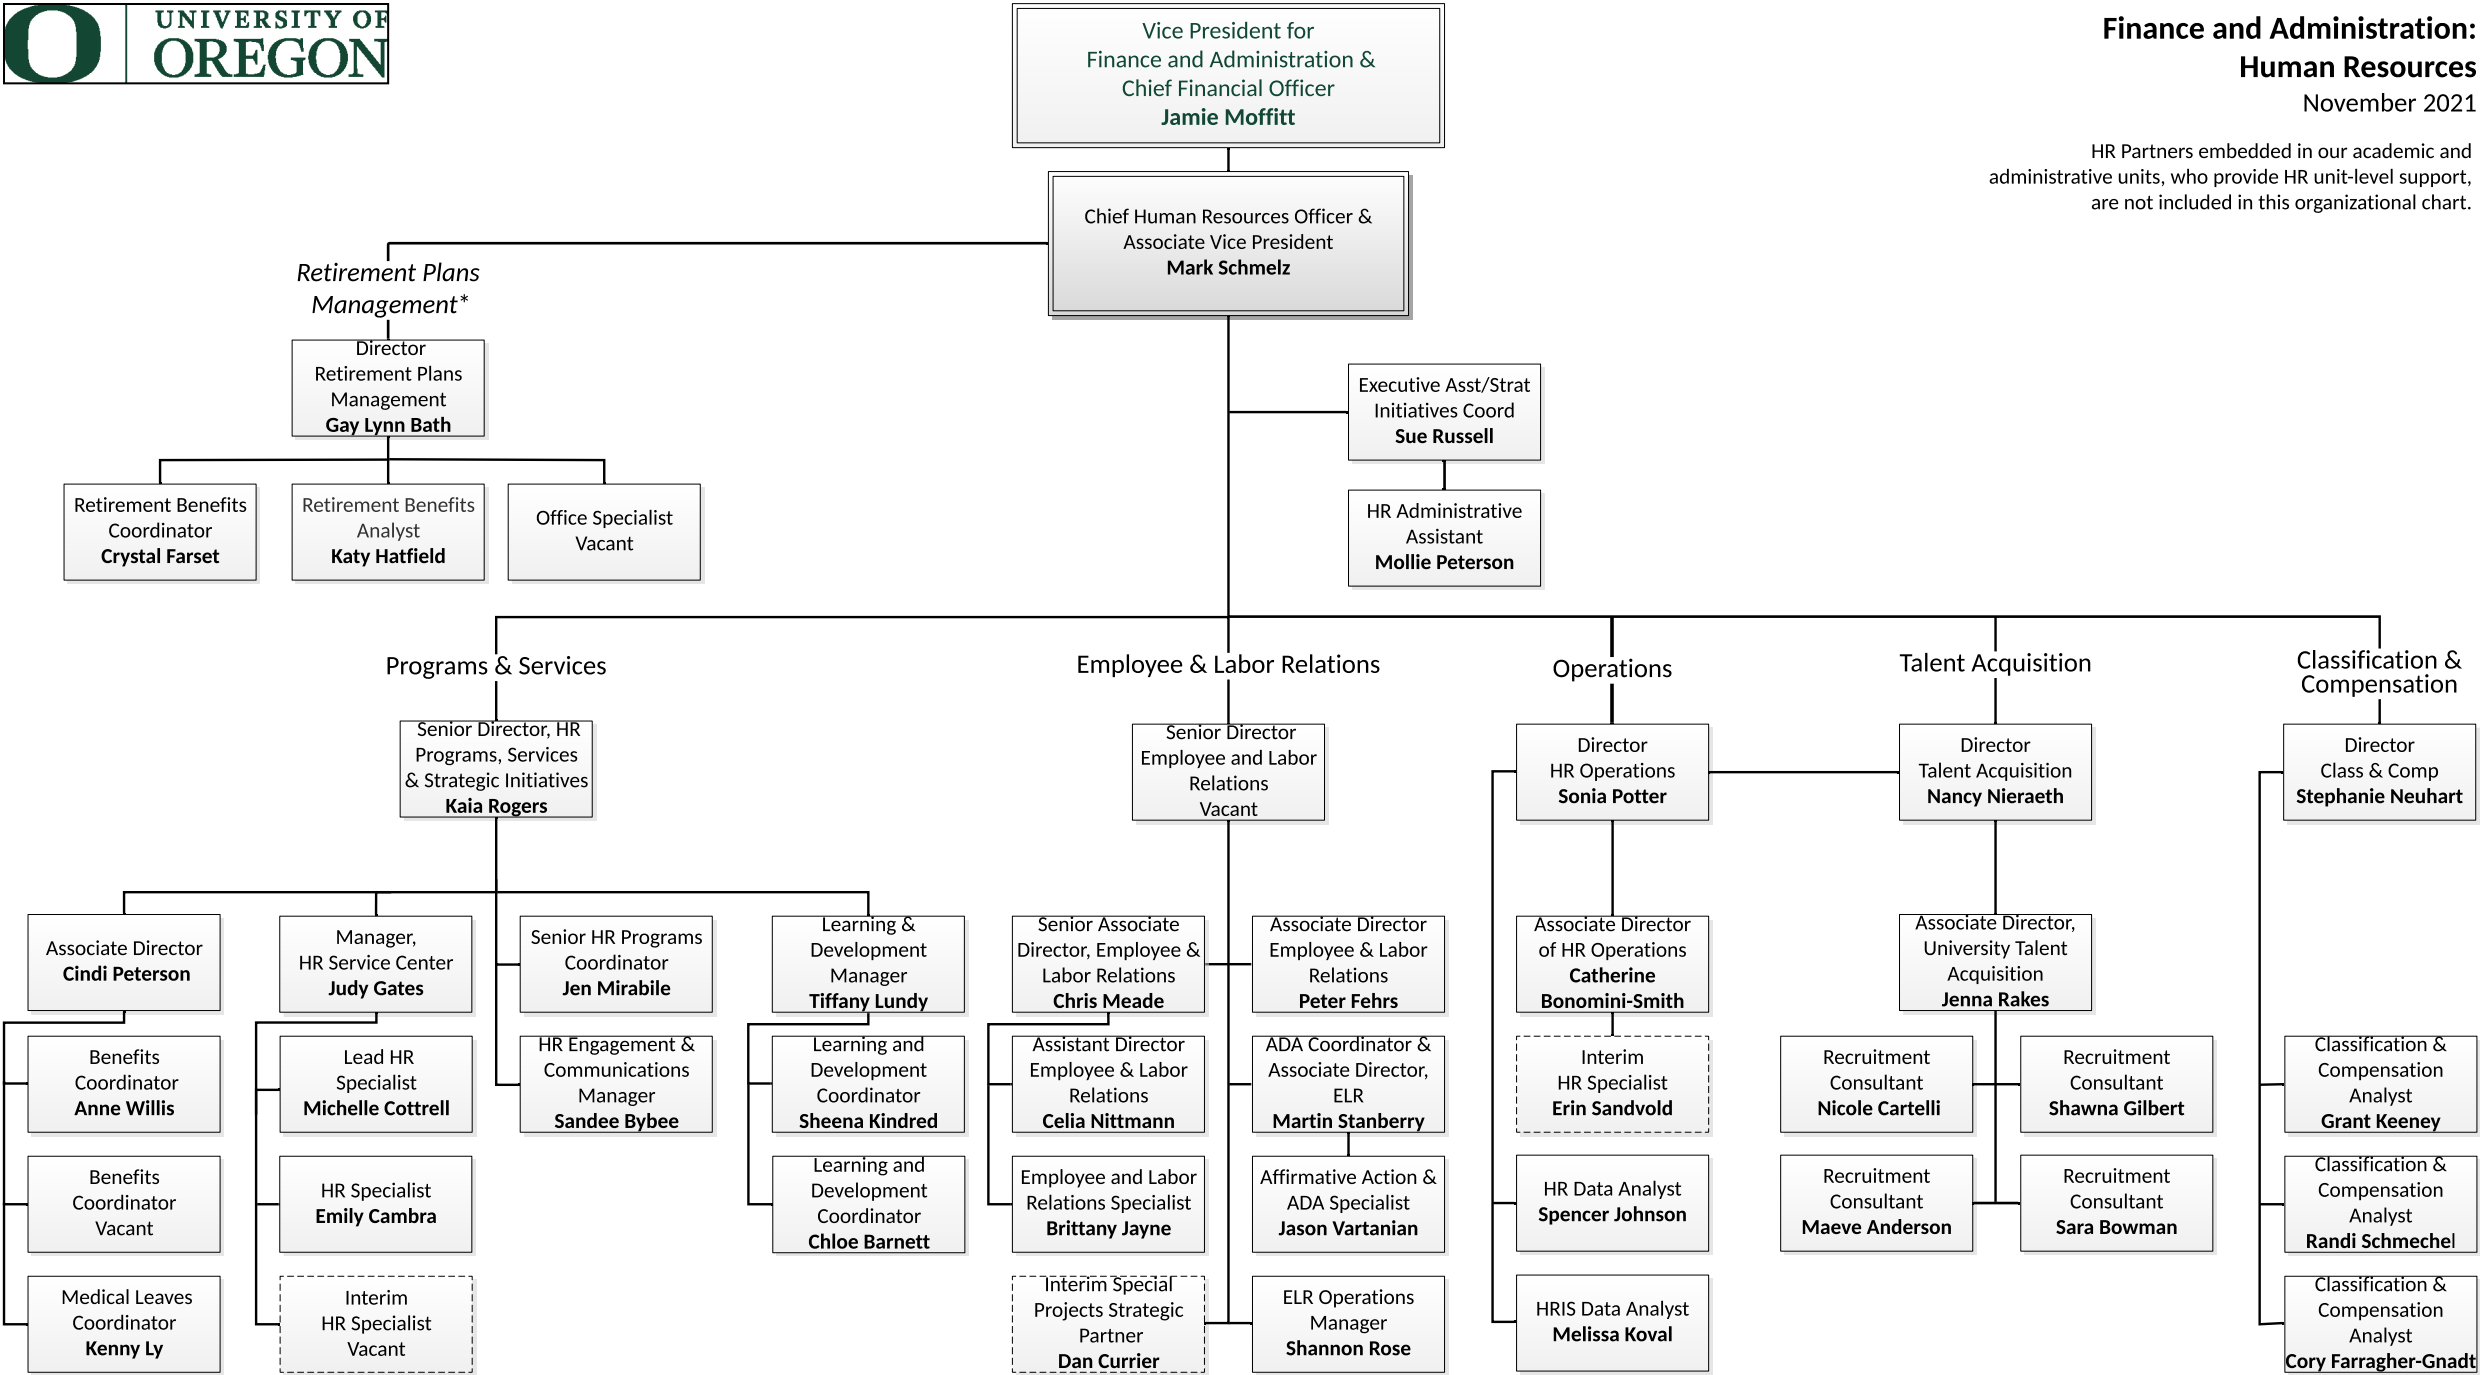 UNIVERSITY OF
OREGON
Vice President for
Finance and Administration &
Chief Financial Officer
Jamie Moffitt
Finance and Administration:
Human Resources
November 2021
HR Partners embedded in our academic and
administrative units, who provide HR unit-level support,
are not included in this organizational chart.
Chief Human Resources Officer &
Associate Vice President
Mark Schmelz
Retirement Plans
Management*
Director
Retirement Plans
Management
Gay Lynn Bath
Executive Asst/Strat
Initiatives Coord
Sue Russell
Retirement Benefits
Coordinator
Crystal Farset
Retirement Benefits
Analyst
Katy Hatfield
Office Specialist
Vacant
HR Administrative
Assistant
Mollie Peterson
Programs & Services
Employee & Labor Relations
Operations
Talent Acquisition
Classification &
Compensation
Senior Director, HR
Programs, Services
& Strategic Initiatives
Kaia Rogers
Senior Director
Employee and Labor
Relations
Vacant
Director
HR Operations
Sonia Potter
Director
Talent Acquisition
Nancy Nieraeth
Director
Class & Comp
Stephanie Neuhart
Associate Director
Cindi Peterson
Manager,
HR Service Center
Judy Gates
Senior HR Programs
Coordinator
Jen Mirabile
Learning &
Development
Manager
Tiffany Lundy
Senior Associate
Director, Employee &
Labor Relations
Chris Meade
Associate Director
Employee & Labor
Relations
Peter Fehrs
Associate Director
of HR Operations
Catherine
Bonomini-Smith
Associate Director,
University Talent
Acquisition
Jenna Rakes
Benefits
Coordinator
Anne Willis
Lead HR
Specialist
Michelle Cottrell
HR Engagement &
Communications
Manager
Sandee Bybee
Learning and
Development
Coordinator
Sheena Kindred
Assistant Director
Employee & Labor
Relations
Celia Nittmann
ADA Coordinator &
Associate Director,
ELR
Martin Stanberry
Interim
HR Specialist
Erin Sandvold
Recruitment
Consultant
Nicole Cartelli
Recruitment
Consultant
Shawna Gilbert
Classification &
Compensation
Analyst
Grant Keeney
Benefits
Coordinator
Vacant
HR Specialist
Emily Cambra
Learning and
Development
Coordinator
Chloe Barnett
Employee and Labor
Relations Specialist
Brittany Jayne
Affirmative Action &
ADA Specialist
Jason Vartanian
HR Data Analyst
Spencer Johnson
Recruitment
Consultant
Maeve Anderson
Recruitment
Consultant
Sara Bowman
Classification &
Compensation
Analyst
Randi Schmechel
Medical Leaves
Coordinator
Kenny Ly
Interim
HR Specialist
Vacant
Interim Special
Projects Strategic
Partner
Dan Currier
ELR Operations
Manager
Shannon Rose
HRIS Data Analyst
Melissa Koval
Classification &
Compensation
Analyst
Cory Farragher-Gnadt